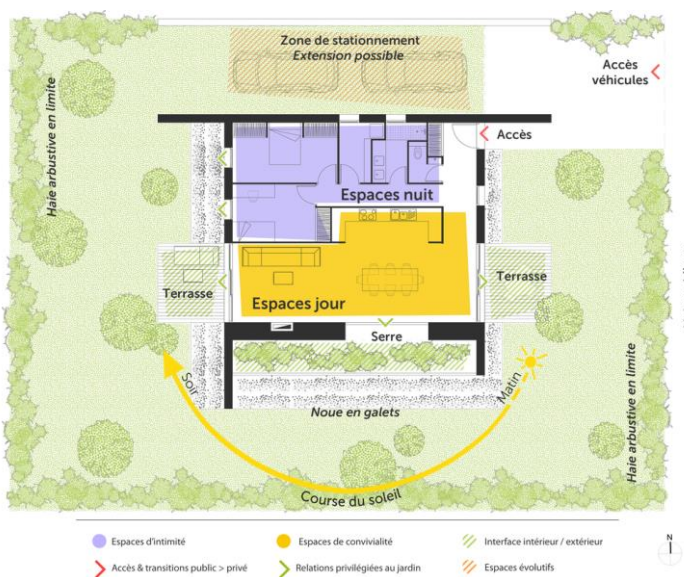 Zone de stationnement
Extension possible
Accès
véhicules
Accès
Haie arbustive en limite
Espaces nuit
Terrasse
Espaces jour
Terrasse
Serre
Soir
Matin
Noue en galets
Haie arbustive en limite
Course du soleil
Espaces d'intimité
Espaces de convivialité
Interface intérieur / extérieur
N
Accès & transitions public > privé
Relations privilégiées au jardin
Espaces évolutifs